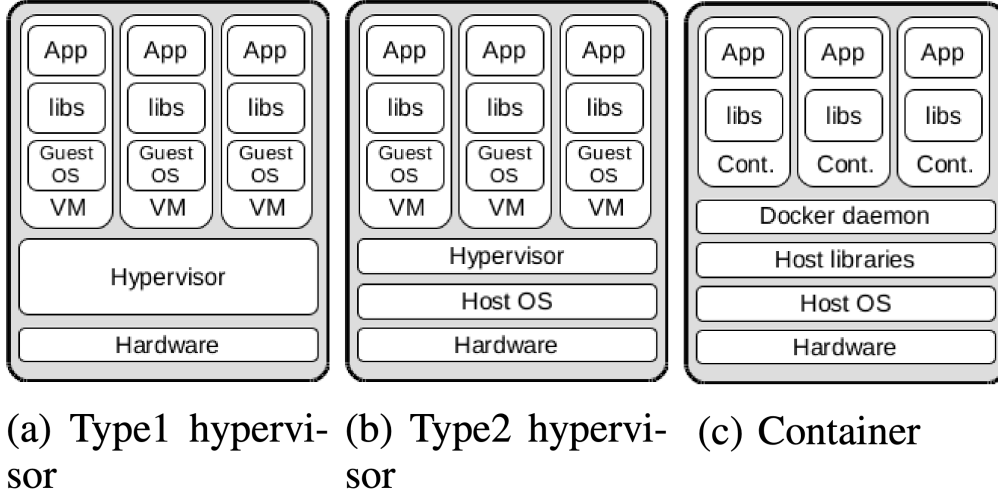 App App App
libs libs libs
Guest OS Guest OS Guest OS
VM VM VM
Hypervisor
Hardware
(a) Type1 hypervi-
sor
App App App
libs libs libs
Guest OS Guest OS Guest OS
VM VM VM
Hypervisor
Host OS
Hardware
(b) Type2 hypervi-
sor
App App App
libs libs libs
Cont. Cont. Cont.
Docker daemon
Host libraries
Host OS
Hardware
(c) Container